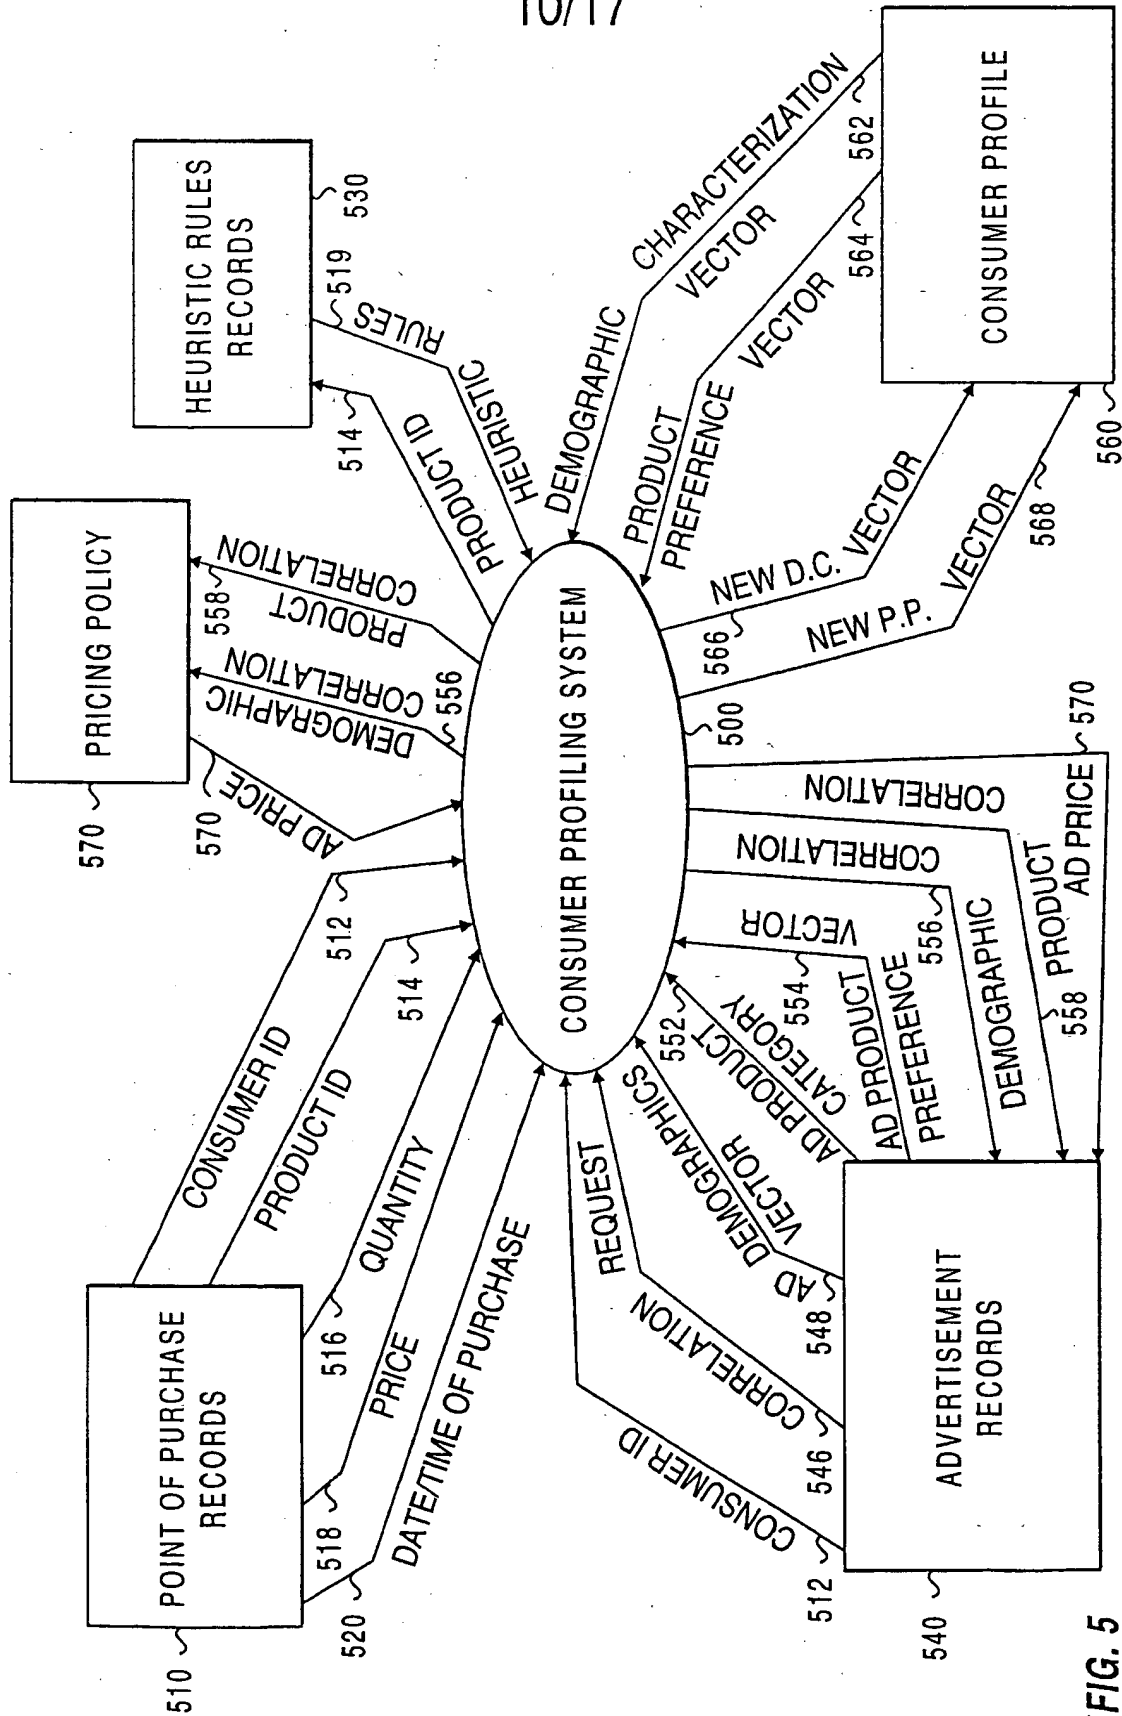 10/17
POINT OF PURCHASE
RECORDS
510
CONSUMER ID
512
PRODUCT ID
514
QUANTITY
516
PRICE
518
DATE/TIME OF PURCHASE
520
PRICING POLICY
570
AD PRICE
570
DEMOGRAPHIC
CORRELATION
556
PRODUCT
CORRELATION
558
HEURISTIC RULES
RECORDS
530
PRODUCT ID
514
HEURISTIC
RULES
519
CONSUMER PROFILING SYSTEM
500
DEMOGRAPHIC
CHARACTERIZATION
VECTOR
562
PRODUCT
PREFERENCE
VECTOR
564
NEW D.C. VECTOR
566
NEW P.P. VECTOR
568
CONSUMER PROFILE
560
ADVERTISEMENT
RECORDS
540
CONSUMER ID
512
CORRELATION
REQUEST
546
AD DEMOGRAPHICS
VECTOR
548
AD PRODUCT
CATEGORY
552
AD PRODUCT
PREFERENCE
VECTOR
554
DEMOGRAPHIC
CORRELATION
556
PRODUCT
CORRELATION
558
AD PRICE
570
FIG. 5